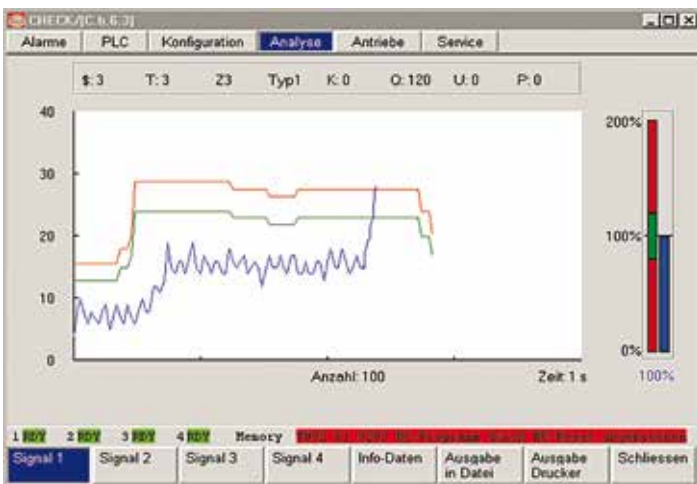 CHECK/[C.6.6.3]
Alarme PLC Konfiguration Analyse Antriebe Service
$:3 T:3 Z3 Typ1 K:0 O:120 U:0 P:0
40
30
20
10
0
200%
100%
0%
Anzahl: 100 Zeit: 1 s 100%
1 RDY 2 RDY 3 RDY 4 RDY Memory
Signal 1 Signal 2 Signal 3 Signal 4 Info-Daten Ausgabe in Datei Ausgabe Drucker Schliessen